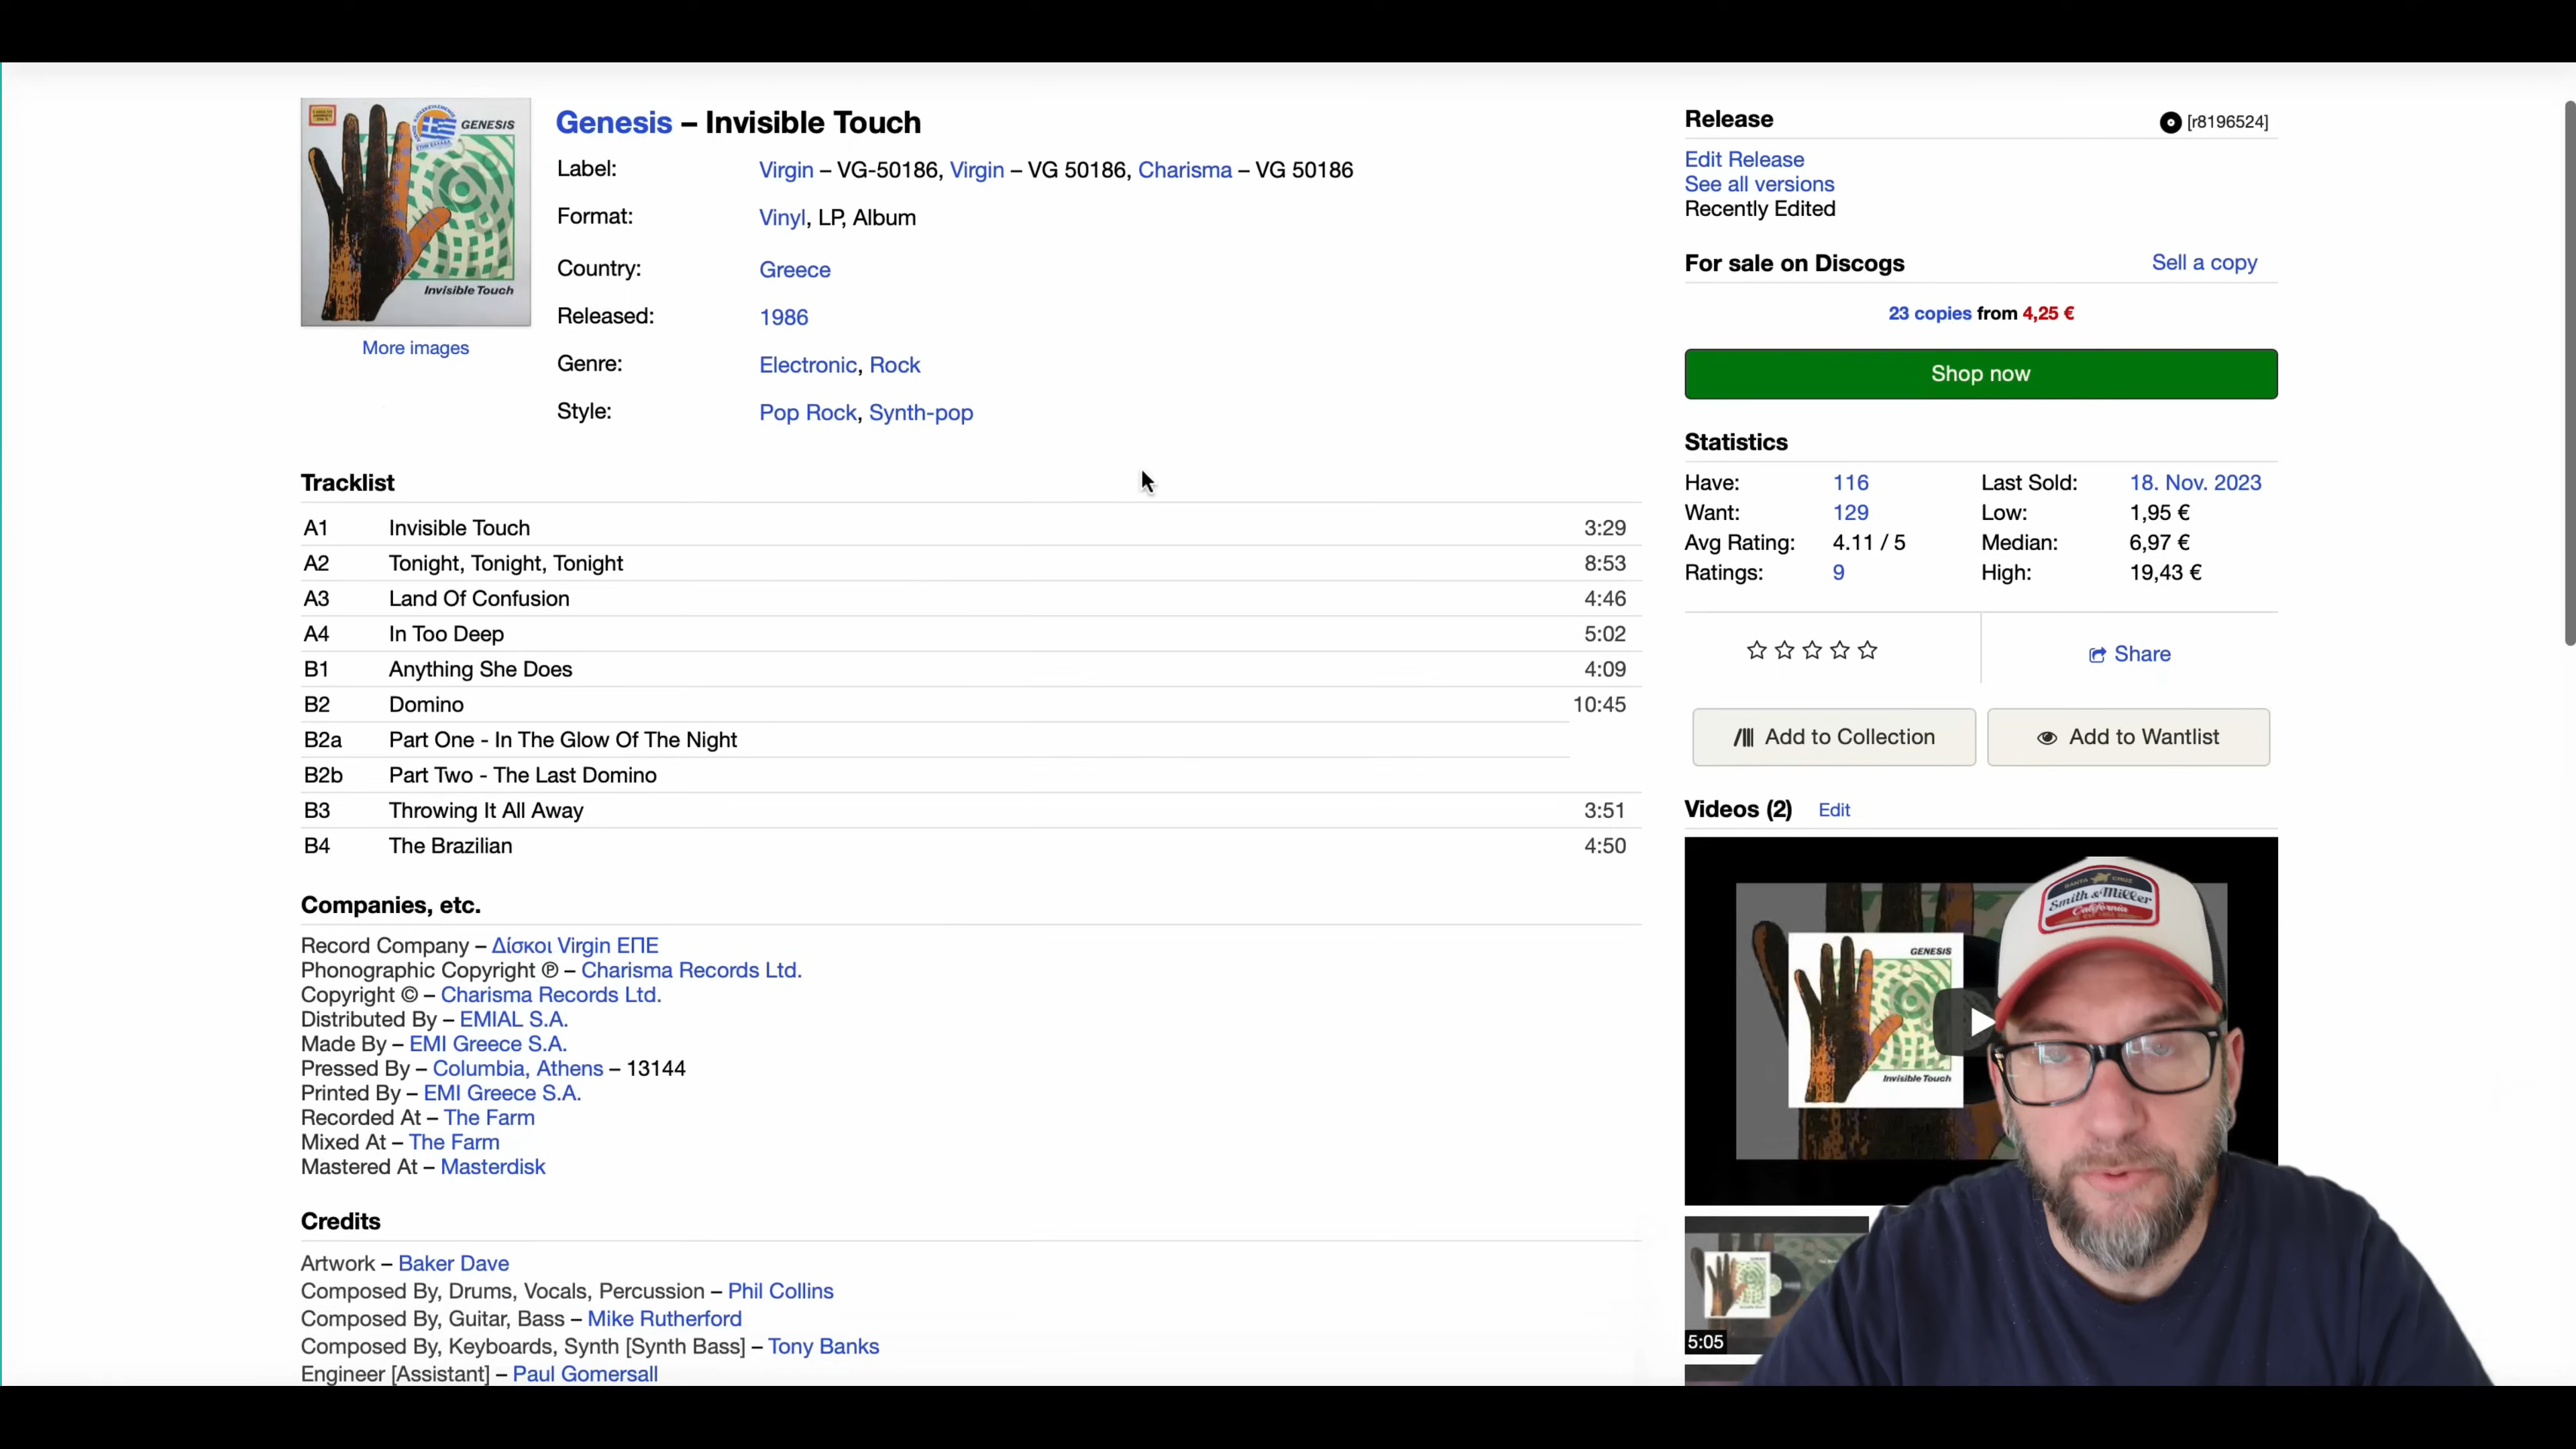 GENESIS
Invisible Touch
More images
Genesis – Invisible Touch
Label: Virgin – VG-50186, Virgin – VG 50186, Charisma – VG 50186
Format: Vinyl, LP, Album
Country: Greece
Released: 1986
Genre: Electronic, Rock
Style: Pop Rock, Synth-pop
Tracklist
A1 Invisible Touch 3:29
A2 Tonight, Tonight, Tonight 8:53
A3 Land Of Confusion 4:46
A4 In Too Deep 5:02
B1 Anything She Does 4:09
B2 Domino 10:45
B2a Part One - In The Glow Of The Night
B2b Part Two - The Last Domino
B3 Throwing It All Away 3:51
B4 The Brazilian 4:50
Companies, etc.
Record Company – Δίσκοι Virgin ΕΠΕ
Phonographic Copyright ℗ – Charisma Records Ltd.
Copyright © – Charisma Records Ltd.
Distributed By – EMIAL S.A.
Made By – EMI Greece S.A.
Pressed By – Columbia, Athens – 13144
Printed By – EMI Greece S.A.
Recorded At – The Farm
Mixed At – The Farm
Mastered At – Masterdisk
Credits
Artwork – Baker Dave
Composed By, Drums, Vocals, Percussion – Phil Collins
Composed By, Guitar, Bass – Mike Rutherford
Composed By, Keyboards, Synth [Synth Bass] – Tony Banks
Engineer [Assistant] – Paul Gomersall
Release [r8196524]
Edit Release
See all versions
Recently Edited
For sale on Discogs Sell a copy
23 copies from 4,25 €
Shop now
Statistics
Have: 116 Last Sold: 18. Nov. 2023
Want: 129 Low: 1,95 €
Avg Rating: 4.11 / 5 Median: 6,97 €
Ratings: 9 High: 19,43 €
Share
Add to Collection Add to Wantlist
Videos (2) Edit
GENESIS
Invisible Touch
SANTA CRUZ
Smith & Miller
California
5:05